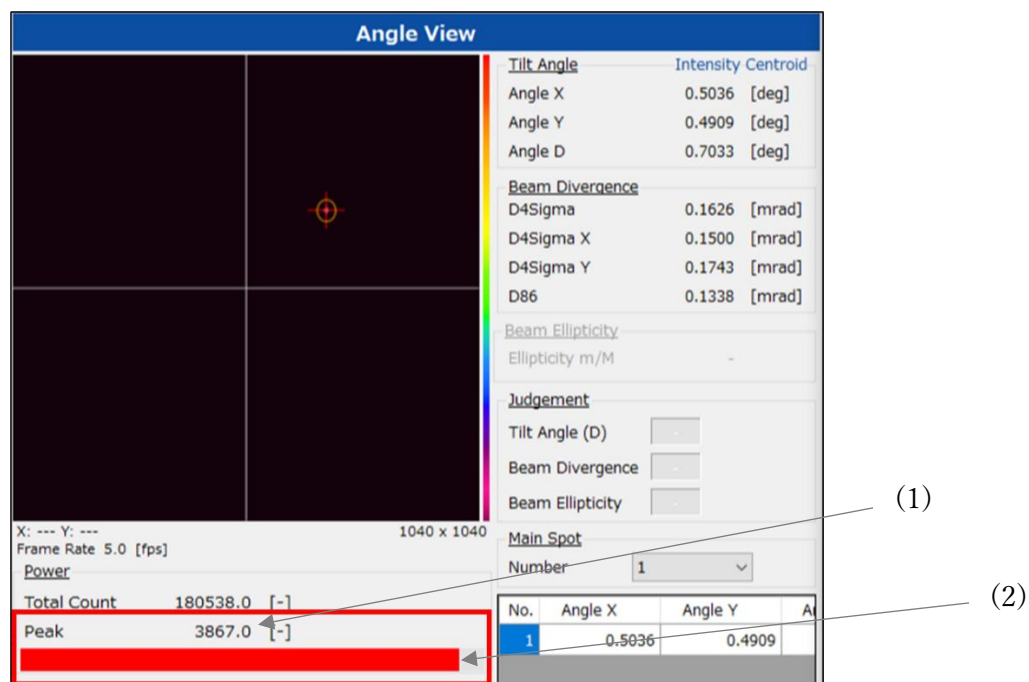 Angle View
Tilt Angle Intensity Centroid
Angle X 0.5036 [deg]
Angle Y 0.4909 [deg]
Angle D 0.7033 [deg]
Beam Divergence
D4Sigma 0.1626 [mrad]
D4Sigma X 0.1500 [mrad]
D4Sigma Y 0.1743 [mrad]
D86 0.1338 [mrad]
Beam Ellipticity
Ellipticity m/M -
Judgement
Tilt Angle (D) -
Beam Divergence -
Beam Ellipticity -
(1)
X: --- Y: --- 1040 x 1040
Frame Rate 5.0 [fps]
Main Spot
Number 1
Power
Total Count 180538.0 [-]
Peak 3867.0 [-]
No. Angle X Angle Y
1 0.5036 0.4909
(2)